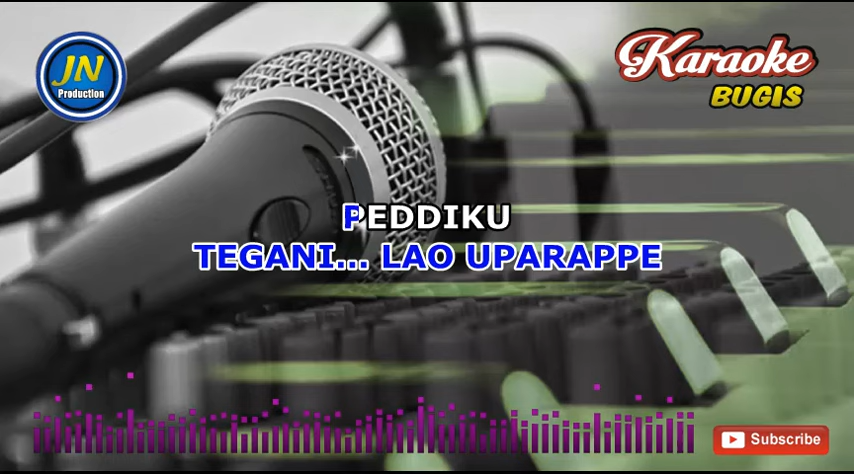 JN
Production
Karaoke
BUGIS
PEDDIKU
TEGANI... LAO UPARAPPE
Subscribe